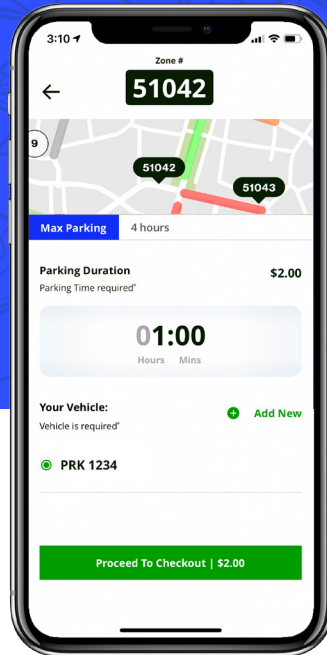 3:10
Zone #
51042
9
51042
51043
Max Parking 4 hours
Parking Duration $2.00
Parking Time required*
01:00
Hours Mins
Your Vehicle: Add New
Vehicle is required*
PRK 1234
Proceed To Checkout | $2.00